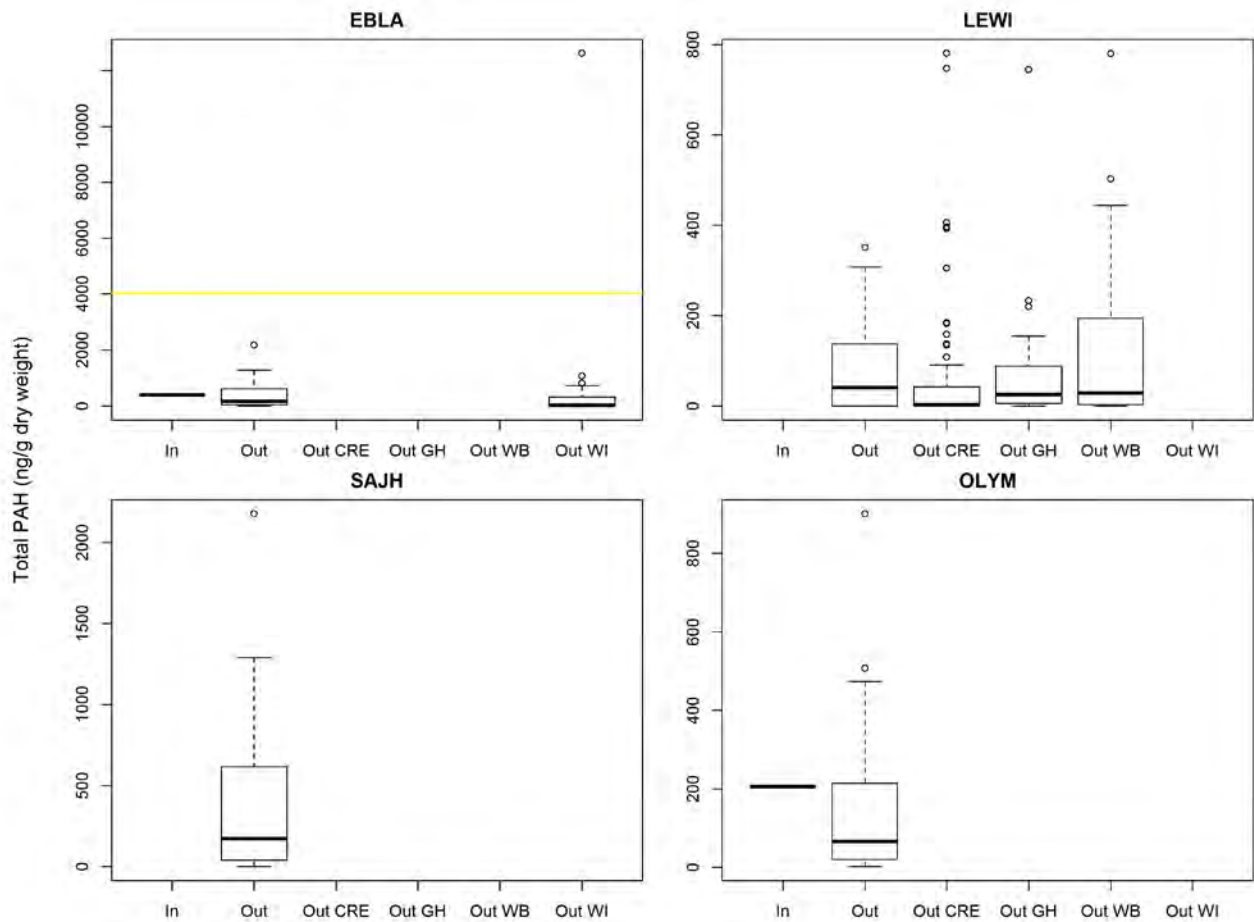 EBLA
LEWI
10000
8000
6000
4000
2000
0
800
600
400
200
0
In Out Out CRE Out GH Out WB Out WI
In Out Out CRE Out GH Out WB Out WI
Total PAH (ng/g dry weight)
SAJH
OLYM
2000
1500
1000
500
0
800
600
400
200
0
In Out Out CRE Out GH Out WB Out WI
In Out Out CRE Out GH Out WB Out WI